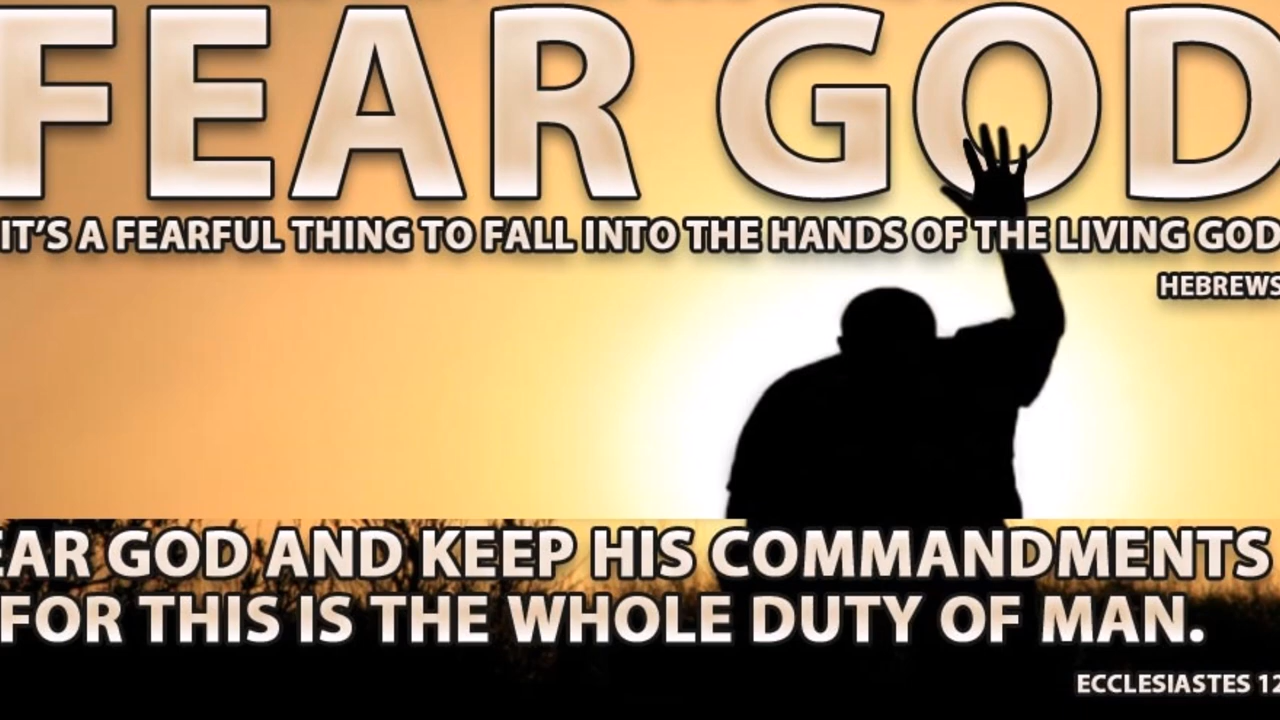 FEAR GOD
IT'S A FEARFUL THING TO FALL INTO THE HANDS OF THE LIVING GOD
HEBREWS
EAR GOD AND KEEP HIS COMMANDMENTS
FOR THIS IS THE WHOLE DUTY OF MAN.
ECCLESIASTES 12